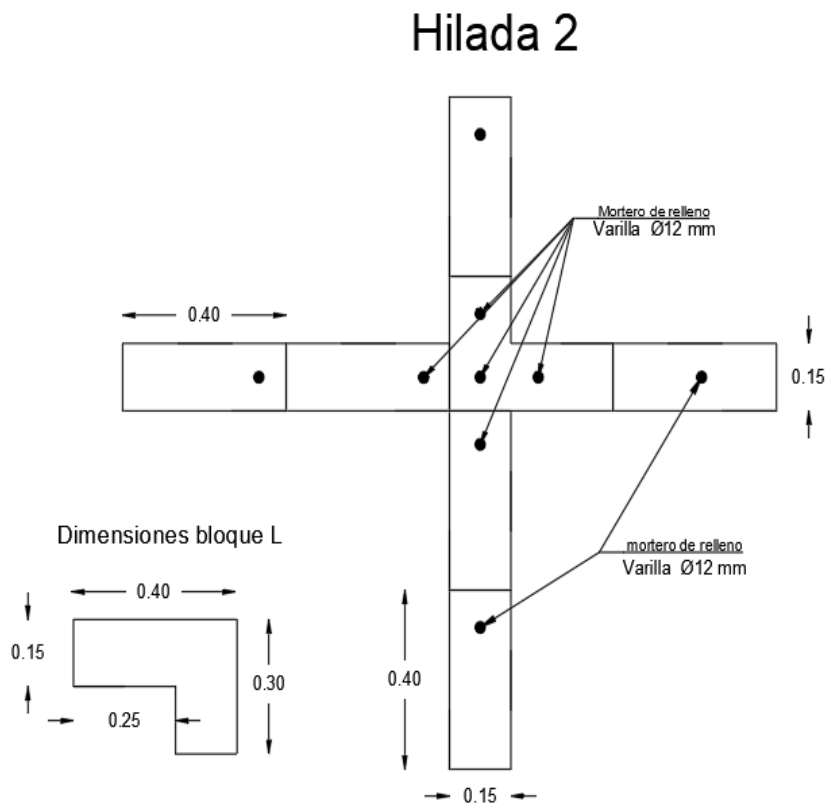 Hilada 2
Mortero de relleno
Varilla Ø12 mm
0.40
0.15
Dimensiones bloque L
mortero de relleno
Varilla Ø12 mm
0.40
0.15
0.30
0.40
0.25
0.15